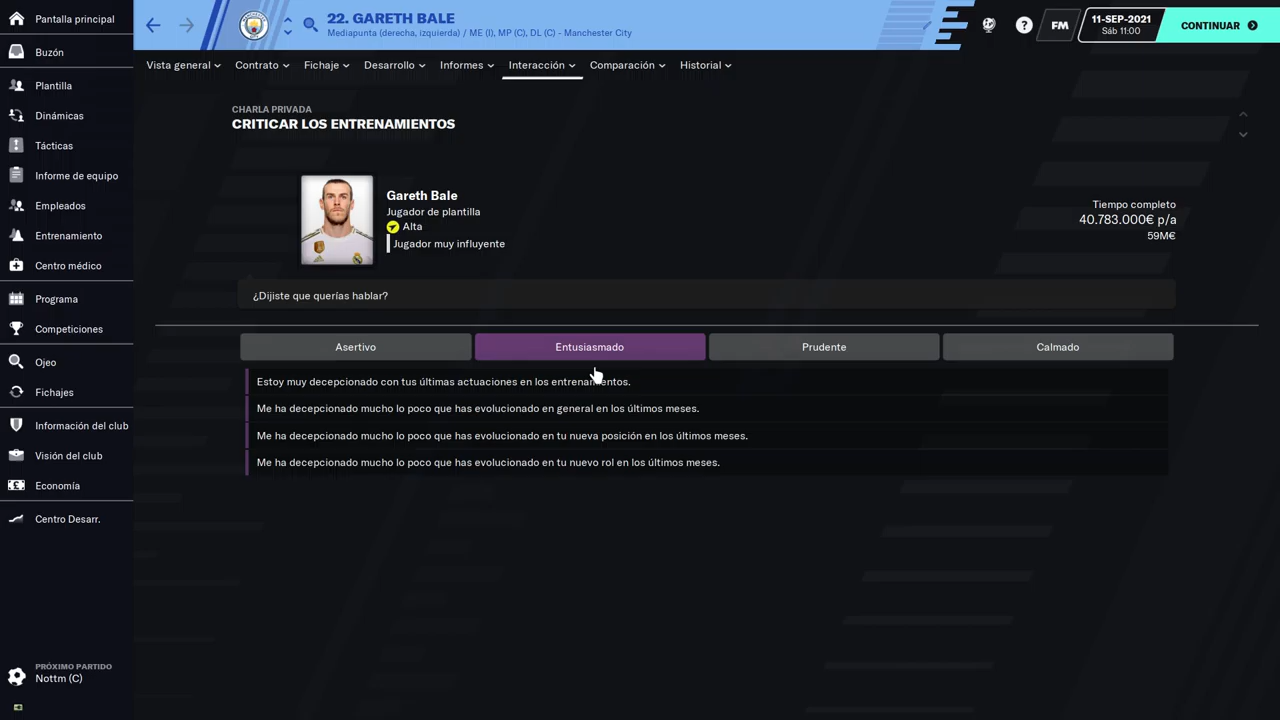 Pantalla principal
Buzón
Plantilla
Dinámicas
Tácticas
Informe de equipo
Empleados
Entrenamiento
Centro médico
Programa
Competiciones
Ojeo
Fichajes
Información del club
Visión del club
Economía
Centro Desarr.
PRÓXIMO PARTIDO
Nottm (C)
22. GARETH BALE
Mediapunta (derecha, izquierda) / ME (I), MP (C), DL (C) - Manchester City
?
FM
11-SEP-2021
Sáb 11:00
CONTINUAR
Vista general
Contrato
Fichaje
Desarrollo
Informes
Interacción
Comparación
Historial
CHARLA PRIVADA
CRITICAR LOS ENTRENAMIENTOS
Gareth Bale
Jugador de plantilla
Alta
Jugador muy influyente
Tiempo completo
40.783.000€ p/a
59M€
¿Dijiste que querías hablar?
Asertivo
Entusiasmado
Prudente
Calmado
Estoy muy decepcionado con tus últimas actuaciones en los entrenamientos.
Me ha decepcionado mucho lo poco que has evolucionado en general en los últimos meses.
Me ha decepcionado mucho lo poco que has evolucionado en tu nueva posición en los últimos meses.
Me ha decepcionado mucho lo poco que has evolucionado en tu nuevo rol en los últimos meses.